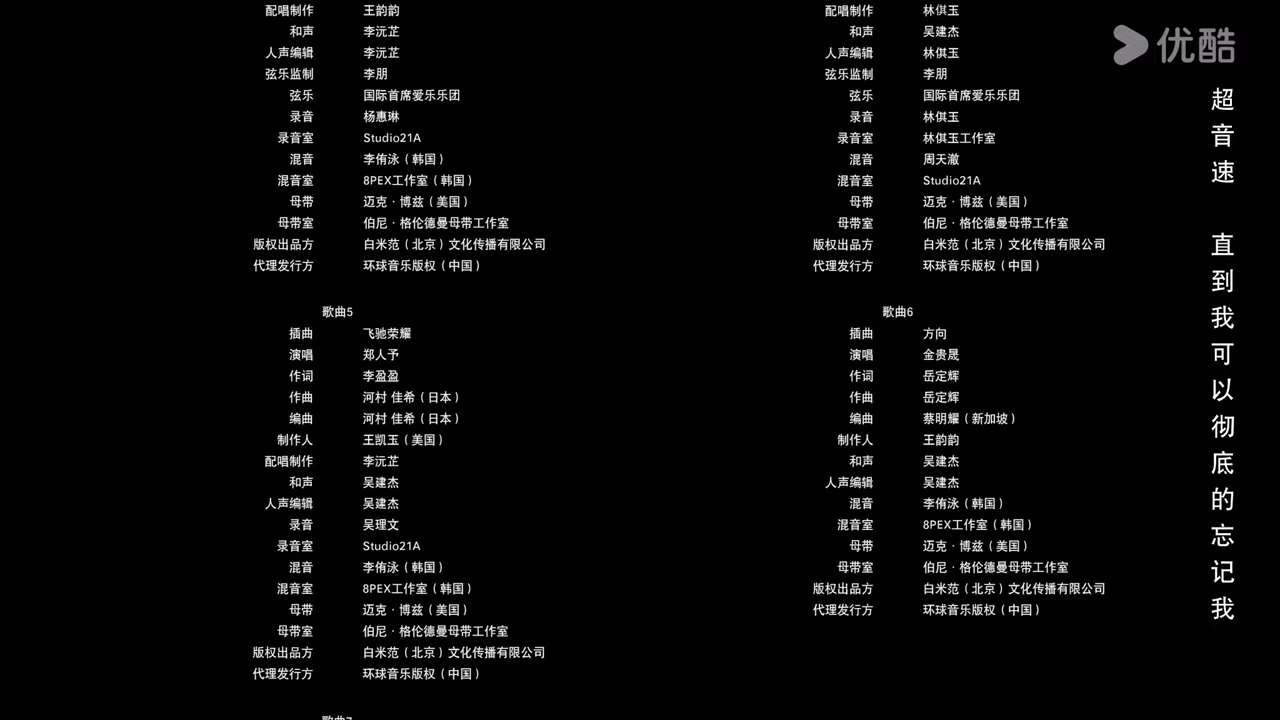 配唱制作 王韵韵
和声 李沅芷
人声编辑 李沅芷
弦乐监制 李朋
弦乐 国际首席爱乐乐团
录音 杨惠琳
录音室 Studio21A
混音 李侑泳（韩国）
混音室 8PEX工作室（韩国）
母带 迈克·博兹（美国）
母带室 伯尼·格伦德曼母带工作室
版权出品方 白米范（北京）文化传播有限公司
代理发行方 环球音乐版权（中国）
歌曲5
插曲 飞驰荣耀
演唱 郑人予
作词 李盈盈
作曲 河村 佳希（日本）
编曲 河村 佳希（日本）
制作人 王凯玉（美国）
配唱制作 李沅芷
和声 吴建杰
人声编辑 吴建杰
录音 吴理文
录音室 Studio21A
混音 李侑泳（韩国）
混音室 8PEX工作室（韩国）
母带 迈克·博兹（美国）
母带室 伯尼·格伦德曼母带工作室
版权出品方 白米范（北京）文化传播有限公司
代理发行方 环球音乐版权（中国）
歌曲7
配唱制作 林倛玉
和声 吴建杰
人声编辑 林倛玉
弦乐监制 李朋
弦乐 国际首席爱乐乐团
录音 林倛玉
录音室 林倛玉工作室
混音 周天澈
混音室 Studio21A
母带 迈克·博兹（美国）
母带室 伯尼·格伦德曼母带工作室
版权出品方 白米范（北京）文化传播有限公司
代理发行方 环球音乐版权（中国）
歌曲6
插曲 方向
演唱 金贵晟
作词 岳定辉
作曲 岳定辉
编曲 蔡明耀（新加坡）
制作人 王韵韵
和声 吴建杰
人声编辑 吴建杰
混音 李侑泳（韩国）
混音室 8PEX工作室（韩国）
母带 迈克·博兹（美国）
母带室 伯尼·格伦德曼母带工作室
版权出品方 白米范（北京）文化传播有限公司
代理发行方 环球音乐版权（中国）
优酷
超音速 直到我可以彻底的忘记我